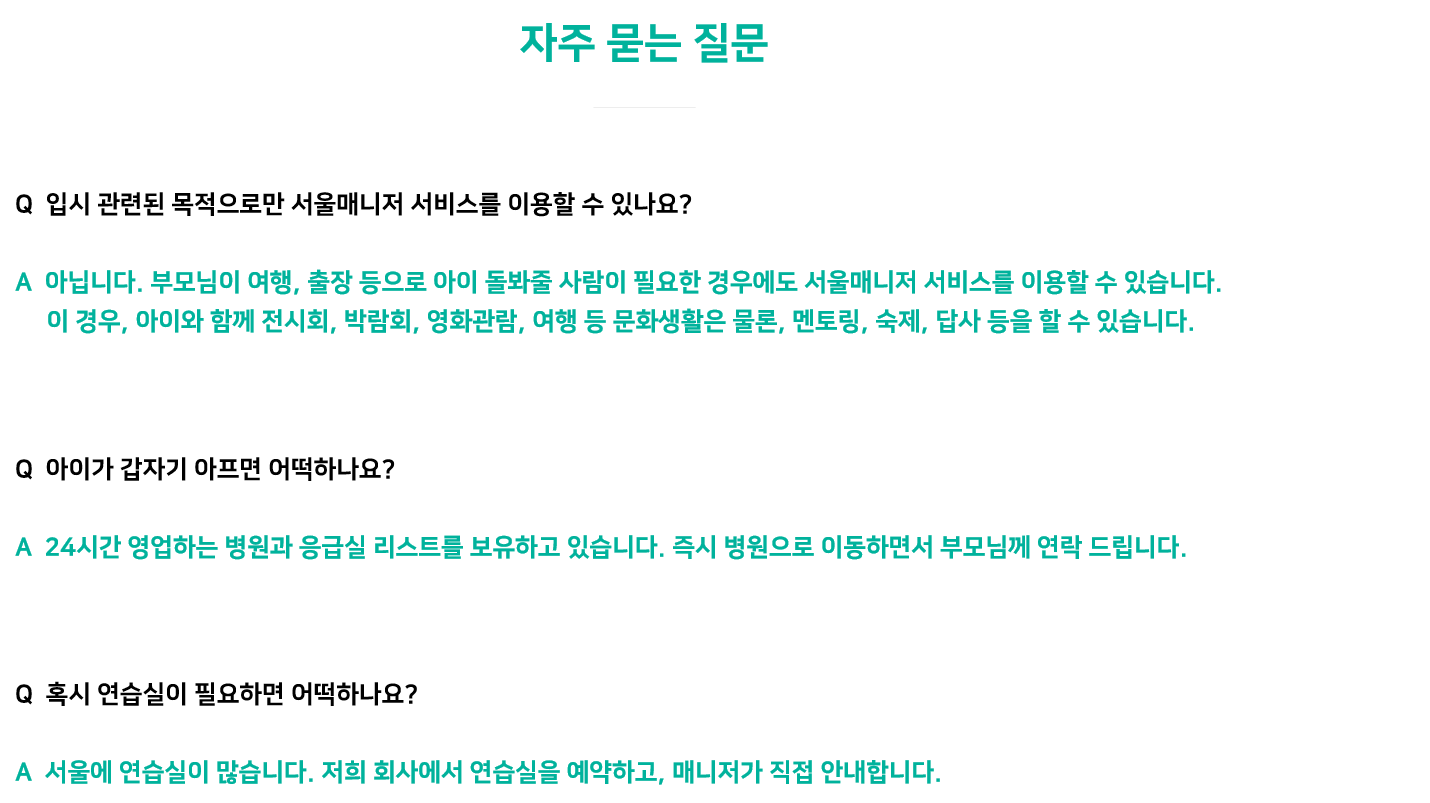 자주 묻는 질문
Q 입시 관련된 목적으로만 서울매니저 서비스를 이용할 수 있나요?
A 아닙니다. 부모님이 여행, 출장 등으로 아이 돌봐줄 사람이 필요한 경우에도 서울매니저 서비스를 이용할 수 있습니다.
이 경우, 아이와 함께 전시회, 박람회, 영화관람, 여행 등 문화생활은 물론, 멘토링, 숙제, 답사 등을 할 수 있습니다.
Q 아이가 갑자기 아프면 어떡하나요?
A 24시간 영업하는 병원과 응급실 리스트를 보유하고 있습니다. 즉시 병원으로 이동하면서 부모님께 연락 드립니다.
Q 혹시 연습실이 필요하면 어떡하나요?
A 서울에 연습실이 많습니다. 저희 회사에서 연습실을 예약하고, 매니저가 직접 안내합니다.